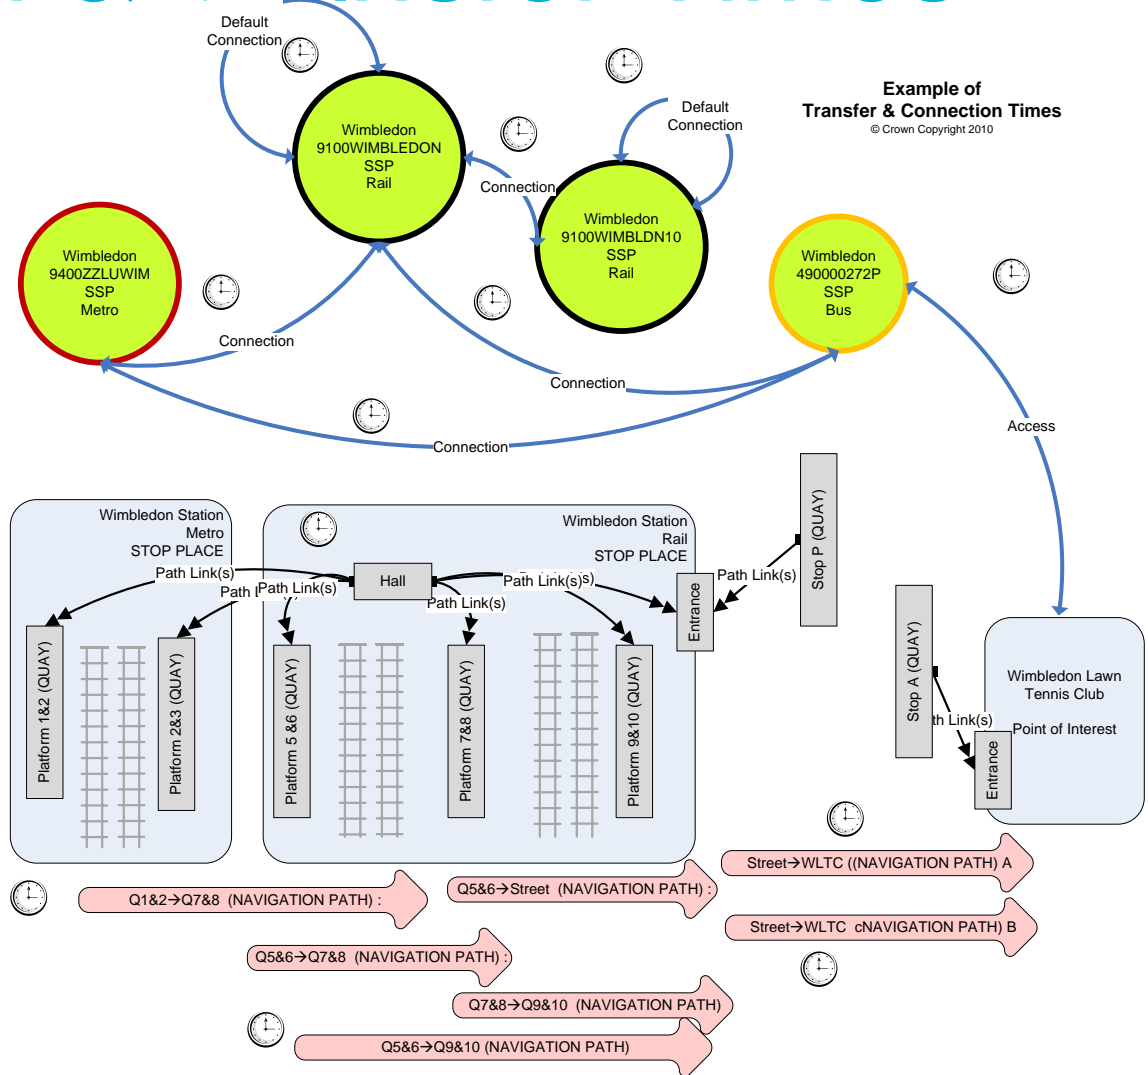 Default
Connection
Example of
Transfer & Connection Times
© Crown Copyright 2010
Default
Connection
Wimbledon
9100WIMBLEDON
SSP
Rail
Connection
Wimbledon
9100WIMBLDN10
SSP
Rail
Wimbledon
9400ZZLUWIM
SSP
Metro
Wimbledon
490000272P
SSP
Bus
Connection
Connection
Access
Connection
Wimbledon Station
Metro
STOP PLACE
Wimbledon Station
Rail
STOP PLACE
Stop P (QUAY)
Path Link(s)
Path Link(s)
Hall
Path Link(s)
Path Link(s)
Path Link(s)
Entrance
Platform 1&2 (QUAY)
Platform 2&3 (QUAY)
Platform 5 &6 (QUAY)
Platform 7&8 (QUAY)
Platform 9&10 (QUAY)
Stop A (QUAY)
th Link(s)
Entrance
Wimbledon Lawn
Tennis Club
Point of Interest
Street→WLTC ((NAVIGATION PATH) A
Q1&2→Q7&8 (NAVIGATION PATH) :
Q5&6→Street (NAVIGATION PATH) :
Street→WLTC cNAVIGATION PATH) B
Q5&6→Q7&8 (NAVIGATION PATH) :
Q7&8→Q9&10 (NAVIGATION PATH)
Q5&6→Q9&10 (NAVIGATION PATH)